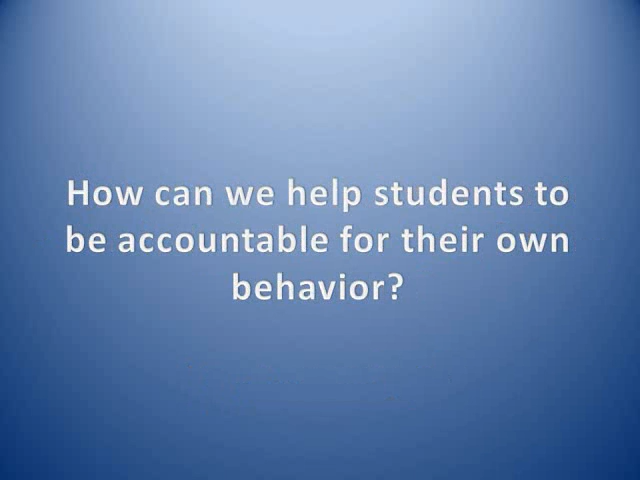 How can we help students to
be accountable for their own
behavior?